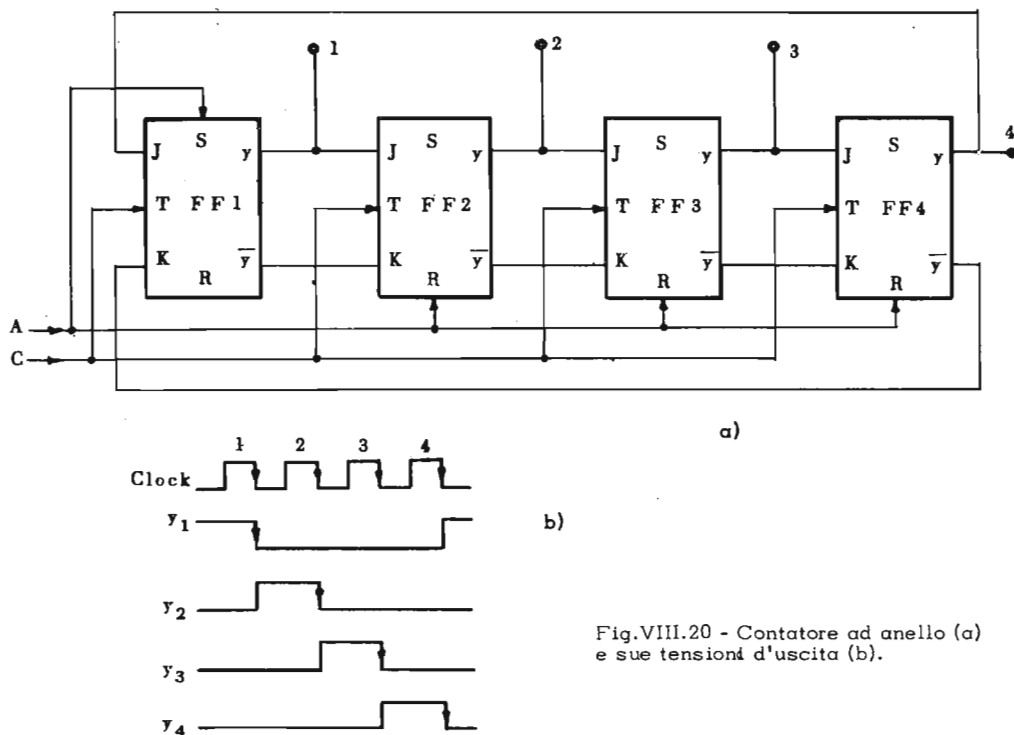 1 2 3
S S S S
J y J y J y J y 4
T FF1 T FF2 T FF3 T FF4
K y̅ K y̅ K y̅ K y̅
R R R R
A
C
a)
1 2 3 4
Clock
y1
b)
y2
Fig.VIII.20 - Contatore ad anello (a)
e sue tensioni d'uscita (b).
y3
y4